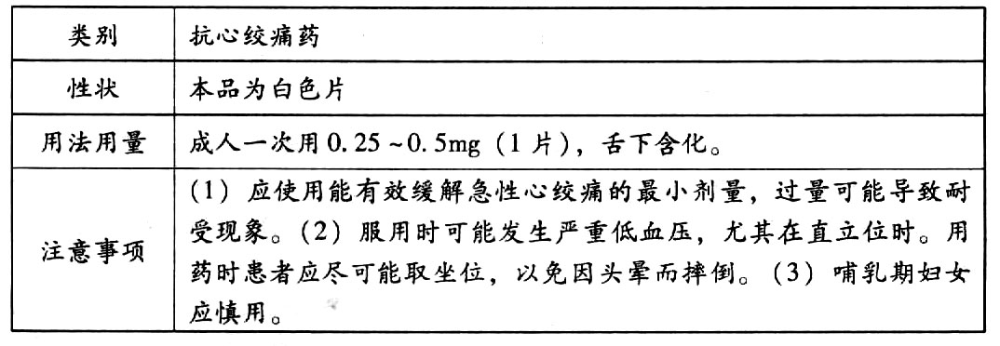 类别 抗心绞痛药
性状 本品为白色片
用法用量 成人一次用0.25~0.5mg（1片），舌下含化。
注意事项
（1）应使用能有效缓解急性心绞痛的最小剂量，过量可能导致耐
受现象。（2）服用时可能发生严重低血压，尤其在直立位时。用
药时患者应尽可能取坐位，以免因头晕而摔倒。（3）哺乳期妇女
应慎用。